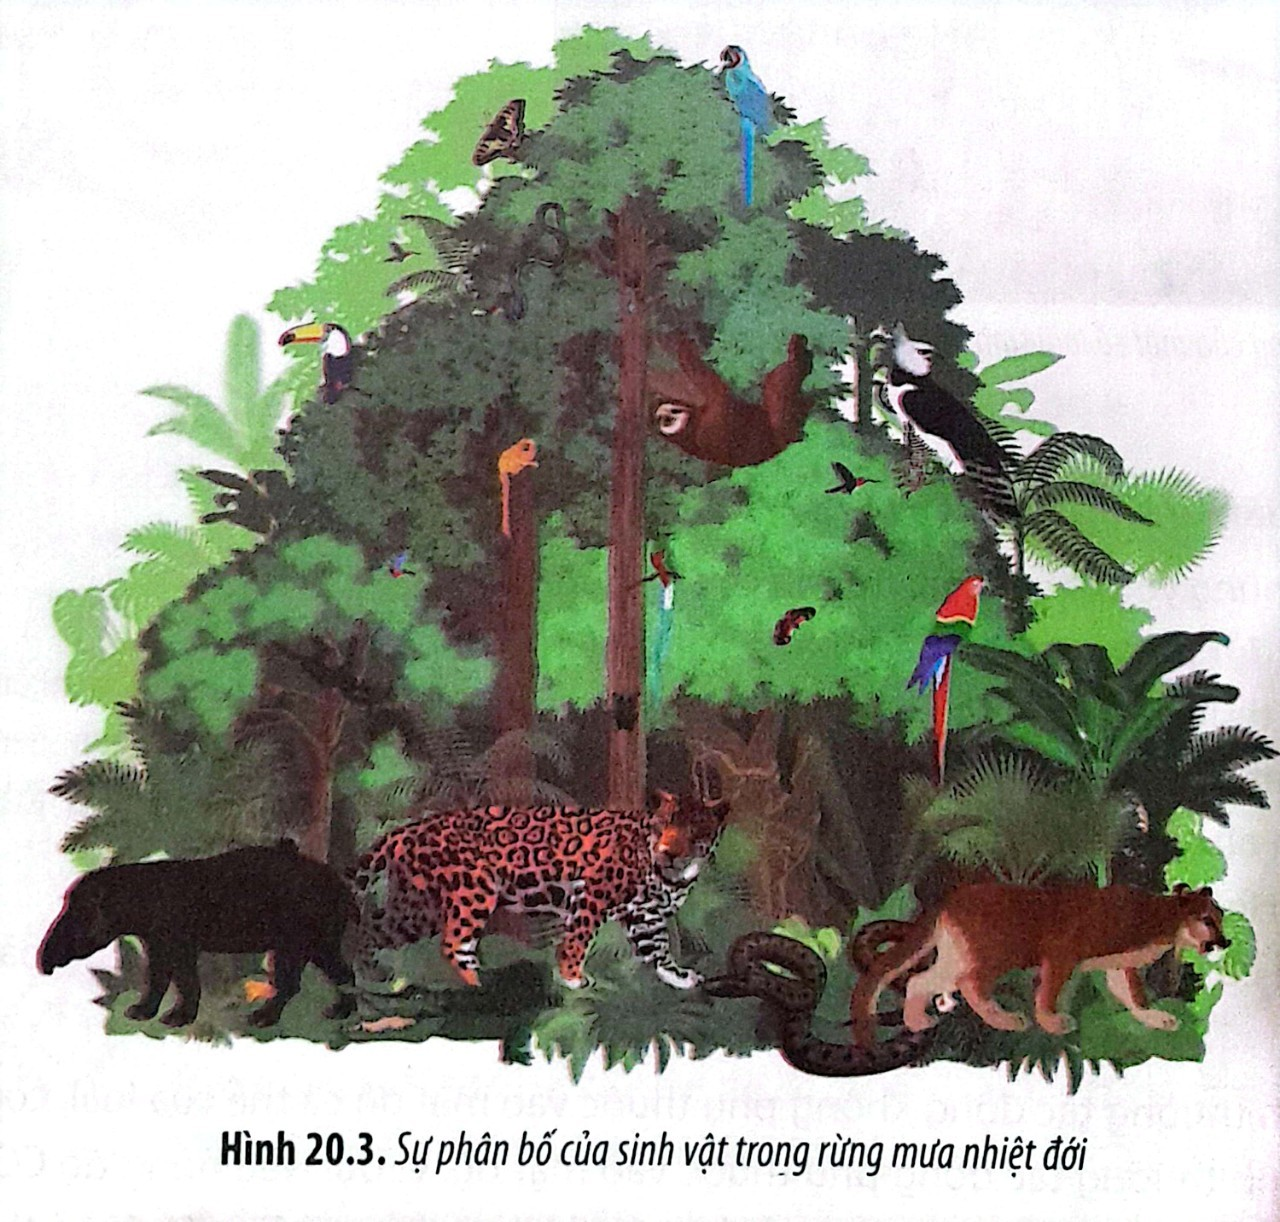 Hình 20.3. Sự phân bố của sinh vật trong rừng mưa nhiệt đới